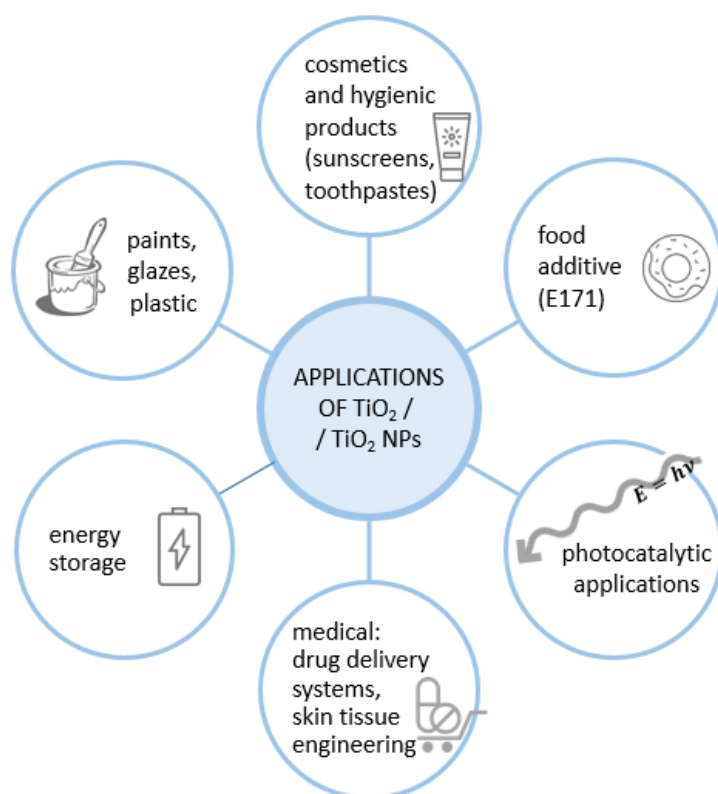 cosmetics
and hygienic
products
(sunscreens,
toothpastes)
paints,
glazes,
plastic
food
additive
(E171)
APPLICATIONS
OF TiO₂ /
/ TiO₂ NPs
E = hν
energy
storage
photocatalytic
applications
medical:
drug delivery
systems,
skin tissue
engineering